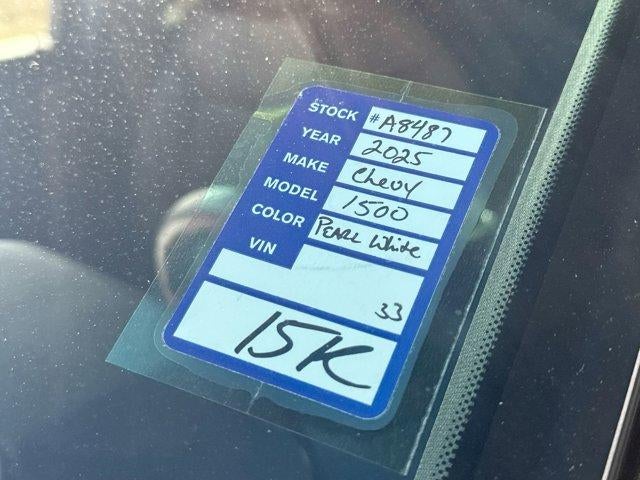 STOCK #A8487
YEAR 2025
MAKE Chevy
MODEL 1500
COLOR PEARL White
VIN
33
15K